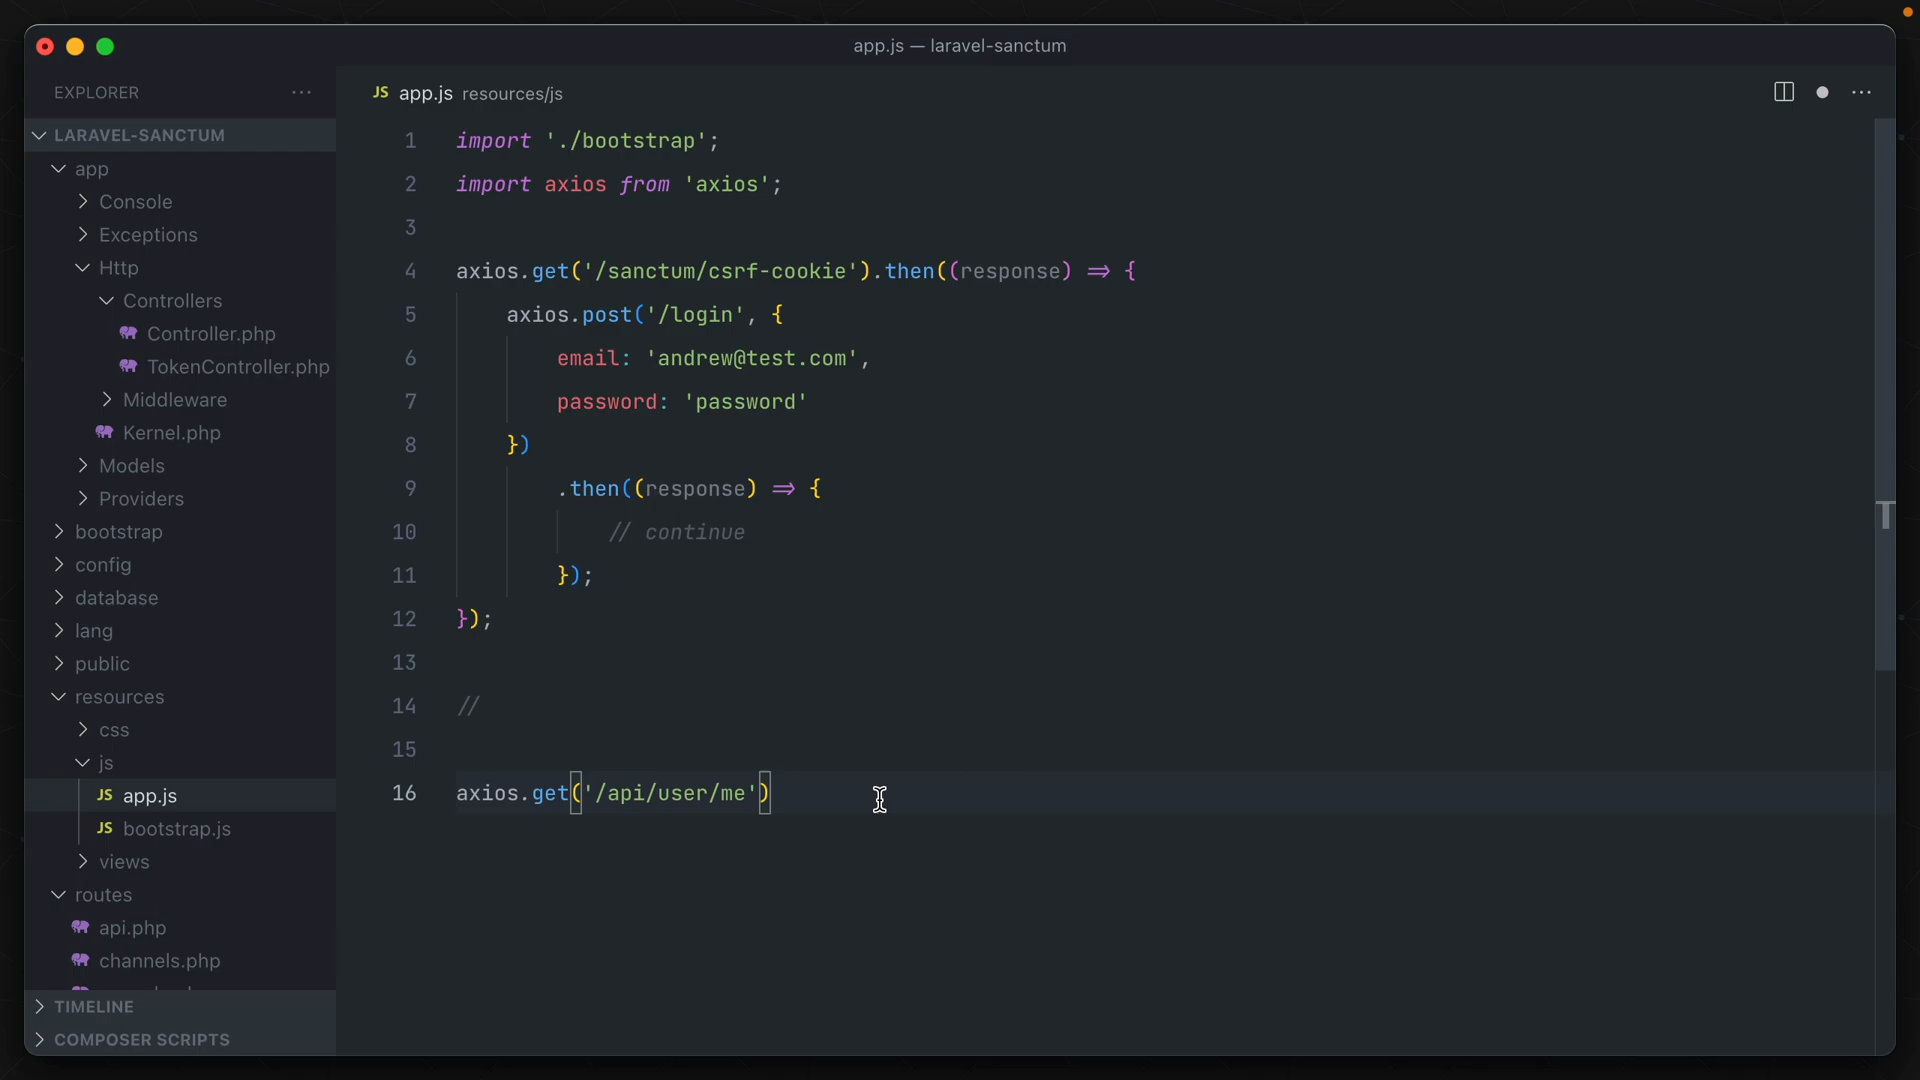 app.js — laravel-sanctum
EXPLORER
LARAVEL-SANCTUM
app
Console
Exceptions
Http
Controllers
Controller.php
TokenController.php
Middleware
Kernel.php
Models
Providers
bootstrap
config
database
lang
public
resources
css
js
JS app.js
JS bootstrap.js
views
routes
api.php
channels.php
TIMELINE
COMPOSER SCRIPTS
JS app.js resources/js
1 import './bootstrap';
2 import axios from 'axios';
3
4 axios.get('/sanctum/csrf-cookie').then((response) => {
5 axios.post('/login', {
6 email: 'andrew@test.com',
7 password: 'password'
8 })
9 .then((response) => {
10 // continue
11 });
12 });
13
14 //
15
16 axios.get('/api/user/me')